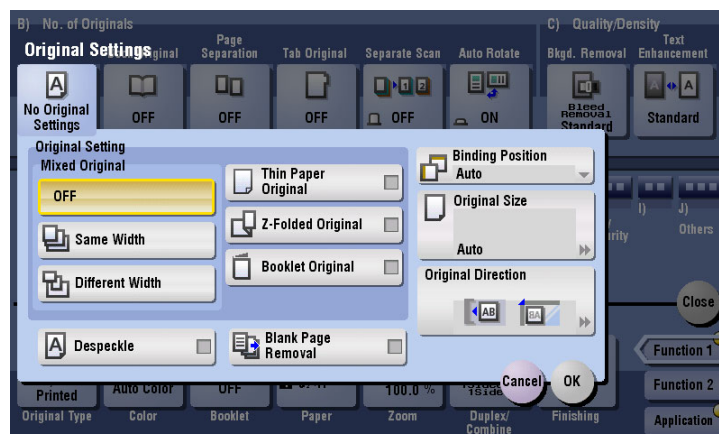 B) No. of Originals
C) Quality/Density
Original Settings
Original
Page
Separation
Tab Original
Separate Scan
Auto Rotate
Bkgd. Removal
Text
Enhancement
No Original
Settings
OFF
OFF
OFF
OFF
ON
Bleed
Removal
Standard
Standard
Original Setting
Mixed Original
OFF
Same Width
Different Width
Thin Paper
Original
Z-Folded Original
Booklet Original
Despeckle
Blank Page
Removal
Binding Position
Auto
Original Size
Auto
Original Direction
I)
J)
Others
Close
Cancel
OK
Function 1
Function 2
Application
Printed
Auto Color
OFF
100.0 %
Original Type
Color
Booklet
Paper
Zoom
Duplex/
Combine
Finishing